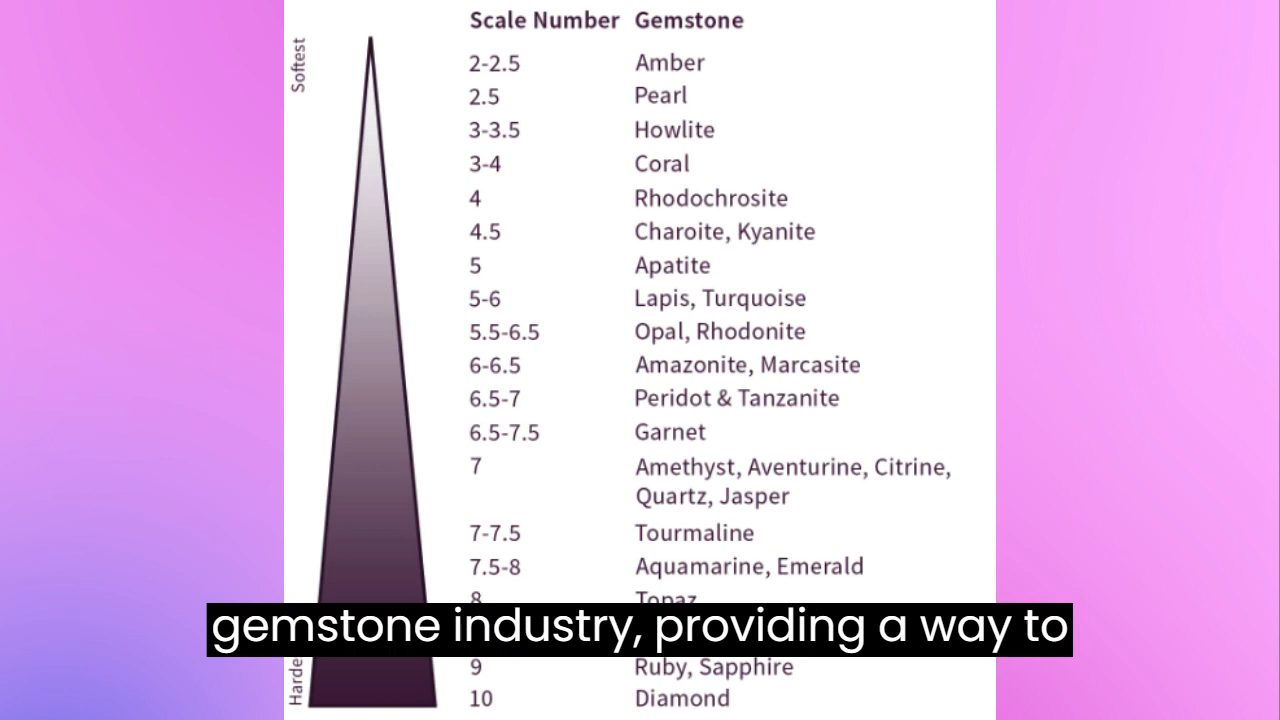 Scale Number Gemstone
Softest
2-2.5 Amber
2.5 Pearl
3-3.5 Howlite
3-4 Coral
4 Rhodochrosite
4.5 Charoite, Kyanite
5 Apatite
5-6 Lapis, Turquoise
5.5-6.5 Opal, Rhodonite
6-6.5 Amazonite, Marcasite
6.5-7 Peridot & Tanzanite
6.5-7.5 Garnet
7 Amethyst, Aventurine, Citrine,
Quartz, Jasper
7-7.5 Tourmaline
7.5-8 Aquamarine, Emerald
8 Topaz
gemstone industry, providing a way to
9 Ruby, Sapphire
10 Diamond